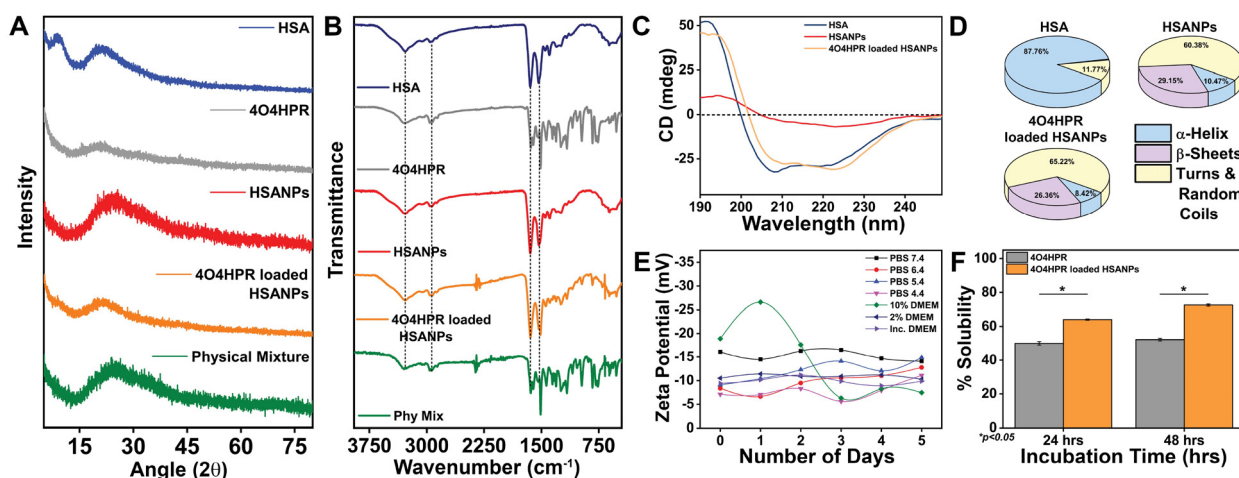 A
HSA
4O4HPR
HSANPs
4O4HPR loaded
HSANPs
Physical Mixture
Intensity
15 30 45 60 75
Angle (2θ)
B
HSA
4O4HPR
HSANPs
4O4HPR loaded
HSANPs
Phy Mix
Transmittance
3750 3000 2250 1500 750
Wavenumber (cm⁻¹)
C
HSA
HSANPs
4O4HPR loaded HSANPs
CD (mdeg)
50
25
0
-25
190 200 210 220 230 240
Wavelength (nm)
D
HSA
87.76%
11.77%
HSANPs
60.38%
29.15%
10.47%
4O4HPR
loaded HSANPs
65.22%
26.36%
8.42%
α-Helix
β-Sheets
Turns &
Random
Coils
E
Zeta Potential (mV)
-35
-30
-25
-20
-15
-10
-5
0
PBS 7.4
PBS 6.4
PBS 5.4
PBS 4.4
10% DMEM
2% DMEM
Inc. DMEM
0 1 2 3 4 5
Number of Days
F
4O4HPR
4O4HPR loaded HSANPs
% Solubility
100
80
60
40
20
0
* *
*p<0.05
24 hrs 48 hrs
Incubation Time (hrs)